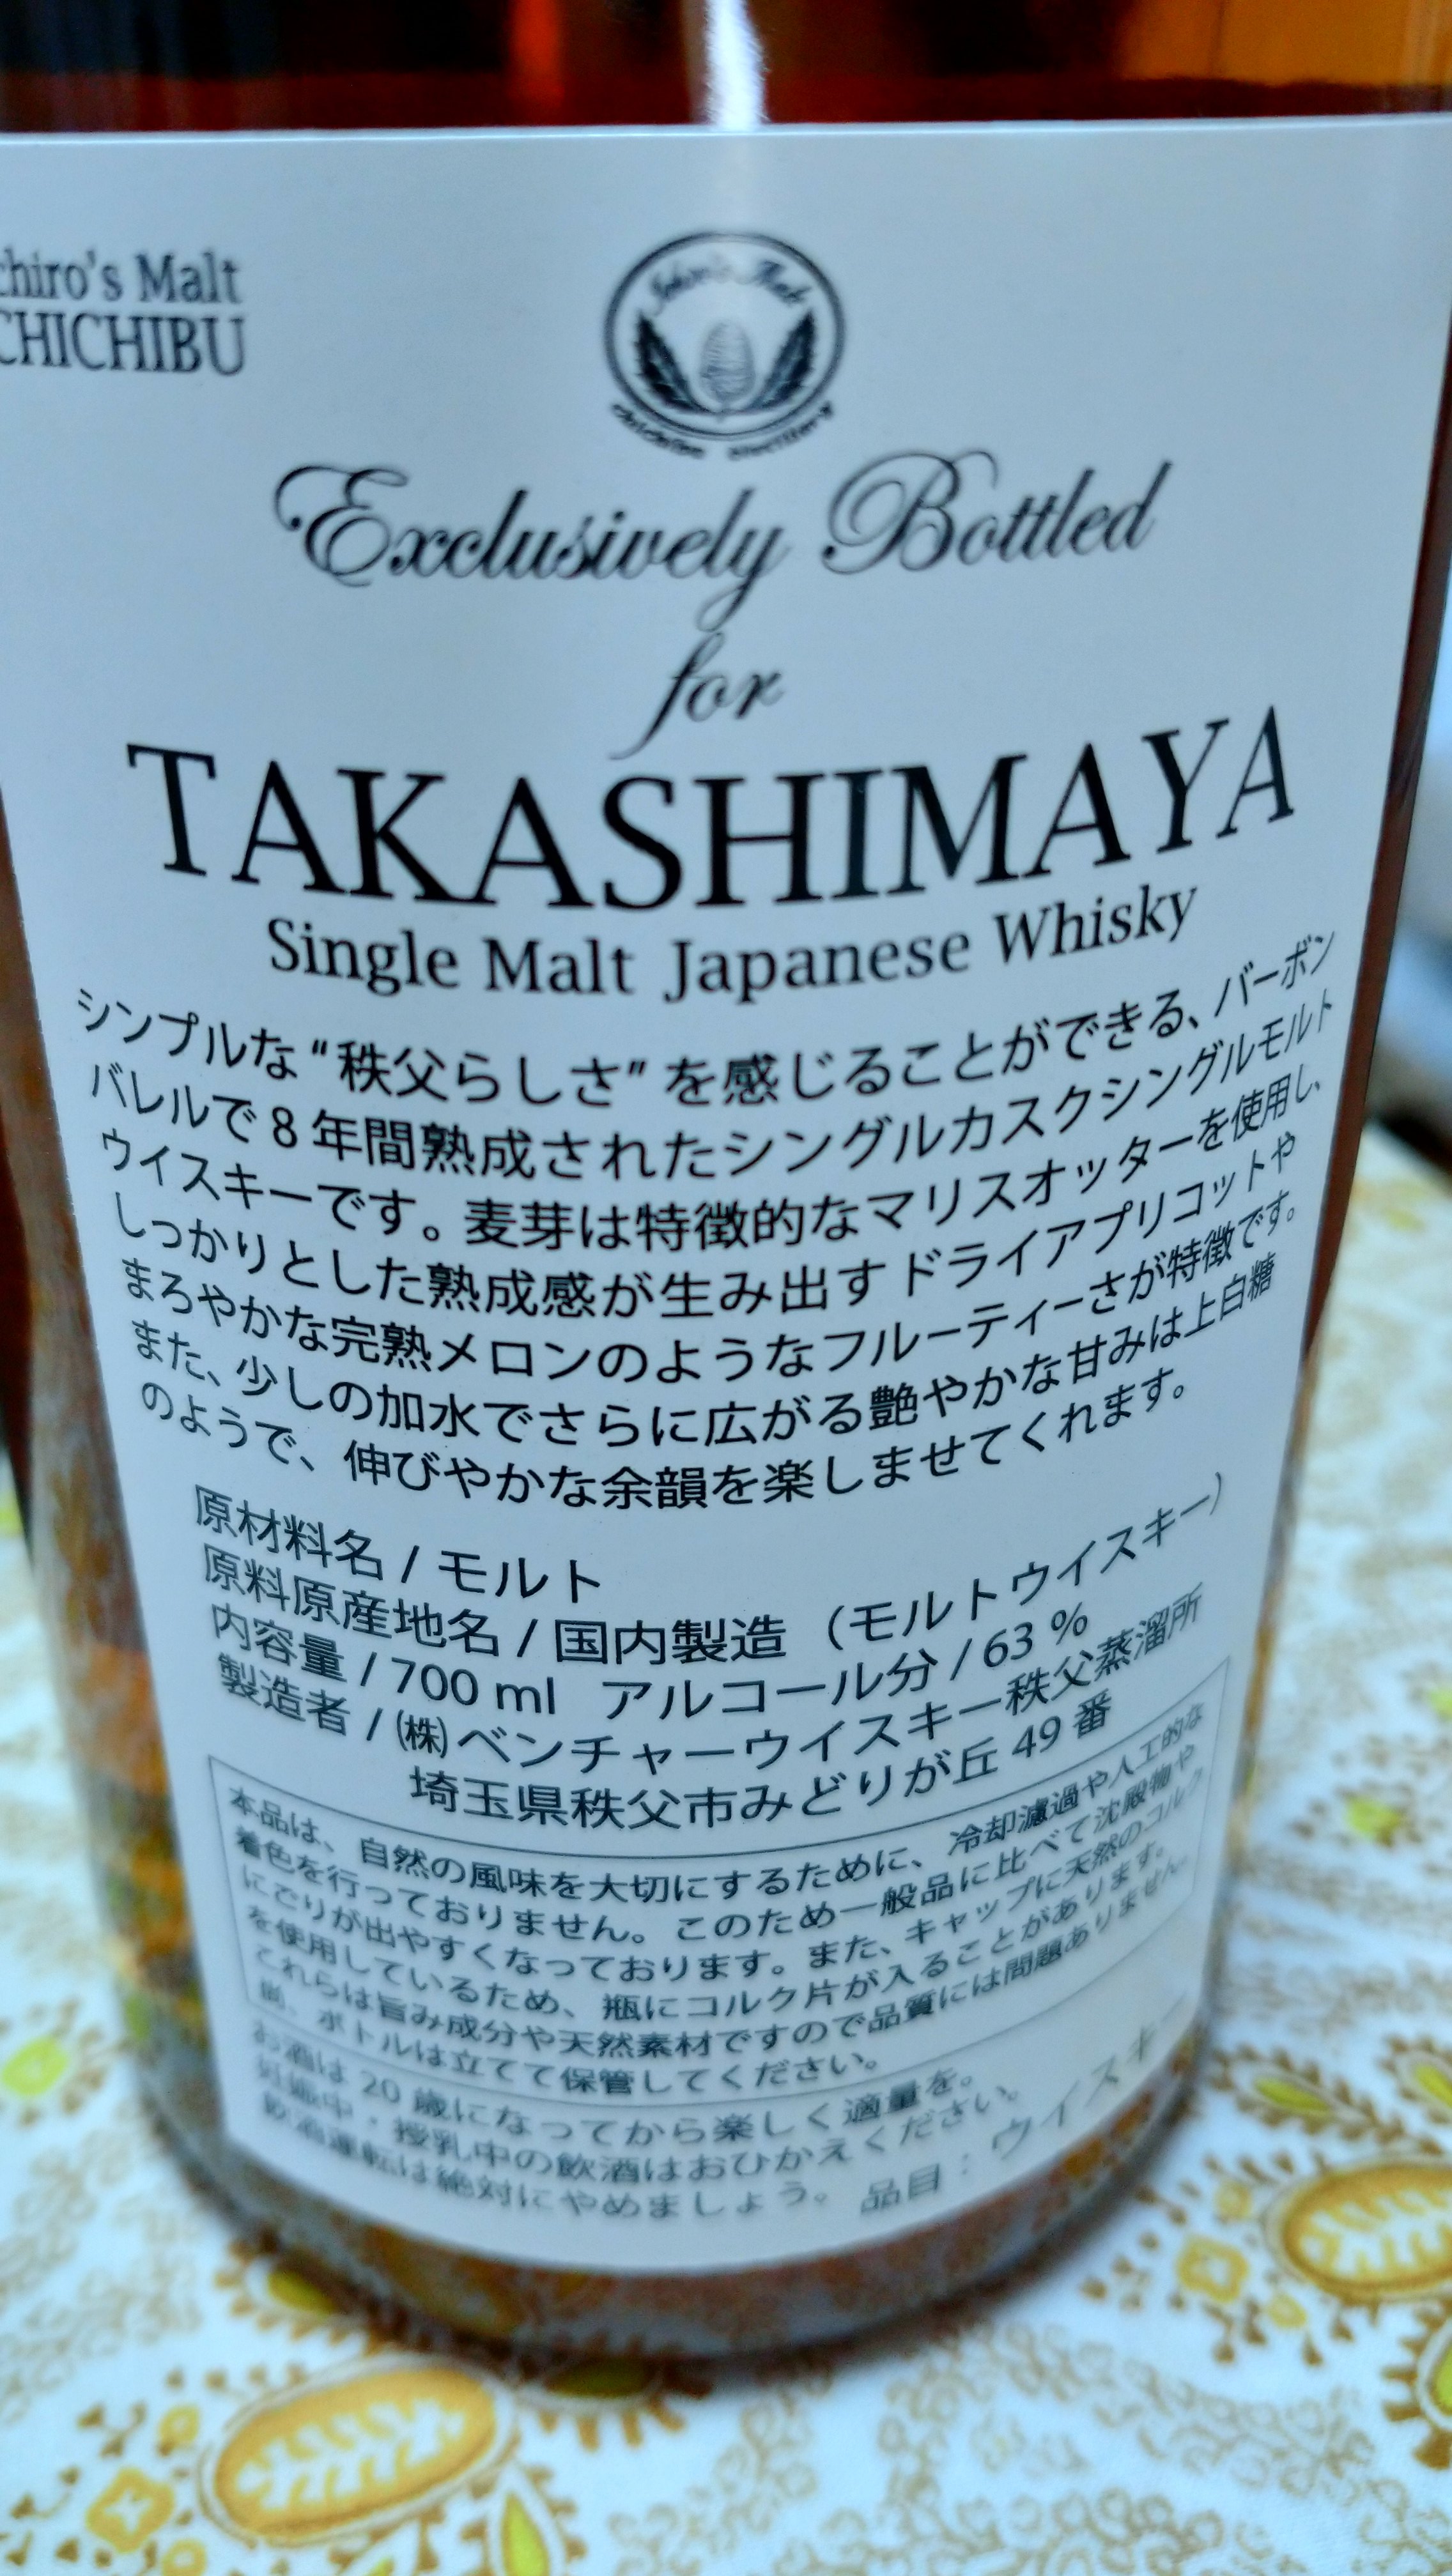 chiro's Malt
CHICHIBU
Ichiro's Malt
Chichibu distillery
Exclusively Bottled
for
TAKASHIMAYA
Single Malt Japanese Whisky
シンプルな“秩父らしさ”を感じることができる、バーボン
バレルで8年間熟成されたシングルカスクシングルモルト
ウイスキーです。麦芽は特徴的なマリスオッターを使用し、
しっかりとした熟成感が生み出すドライアプリコットや
まろやかな完熟メロンのようなフルーティーさが特徴です。
また、少しの加水でさらに広がる艶やかな甘みは上白糖
のようで、伸びやかな余韻を楽しませてくれます。
原材料名 / モルト
原料原産地名 / 国内製造 （モルトウイスキー）
内容量 / 700 ml アルコール分 / 63 %
製造者 / ㈱ベンチャーウイスキー秩父蒸溜所
埼玉県秩父市みどりが丘 49 番
本品は、自然の風味を大切にするために、冷却濾過や人工的な
着色を行っておりません。このため一般品に比べて沈殿物や
にごりが出やすくなっております。また、キャップに天然のコルク
を使用しているため、瓶にコルク片が入ることがあります。
これらは旨み成分や天然素材ですので品質には問題ありません。
尚、ボトルは立てて保管してください。
お酒は 20 歳になってから楽しく適量を。
妊娠中・授乳中の飲酒はおひかえください。
飲酒運転は絶対にやめましょう。 品目：ウイスキー